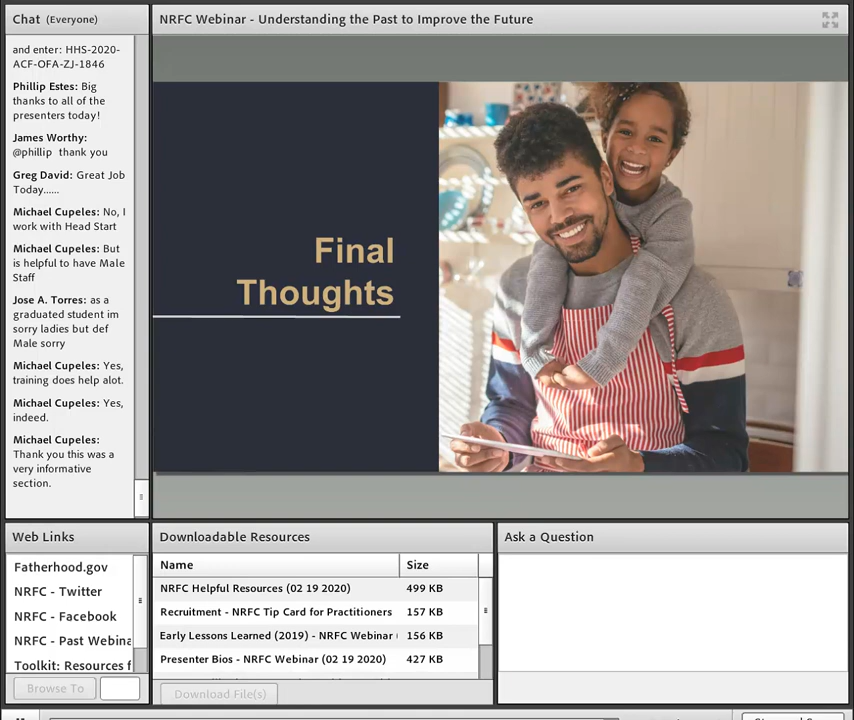 Chat (Everyone)
and enter: HHS-2020-
ACF-OFA-ZJ-1846
Phillip Estes: Big
thanks to all of the
presenters today!
James Worthy:
@phillip thank you
Greg David: Great Job
Today......
Michael Cupeles: No, I
work with Head Start
Michael Cupeles: But
is helpful to have Male
Staff
Jose A. Torres: as a
graduated student im
sorry ladies but def
Male sorry
Michael Cupeles: Yes,
training does help alot.
Michael Cupeles: Yes,
indeed.
Michael Cupeles:
Thank you this was a
very informative
section.
NRFC Webinar - Understanding the Past to Improve the Future
Final
Thoughts
Web Links
Fatherhood.gov
NRFC - Twitter
NRFC - Facebook
NRFC - Past Webina
Toolkit: Resources f
Browse To
Downloadable Resources
Name Size
NRFC Helpful Resources (02 19 2020) 499 KB
Recruitment - NRFC Tip Card for Practitioners 157 KB
Early Lessons Learned (2019) - NRFC Webinar 156 KB
Presenter Bios - NRFC Webinar (02 19 2020) 427 KB
Download File(s)
Ask a Question